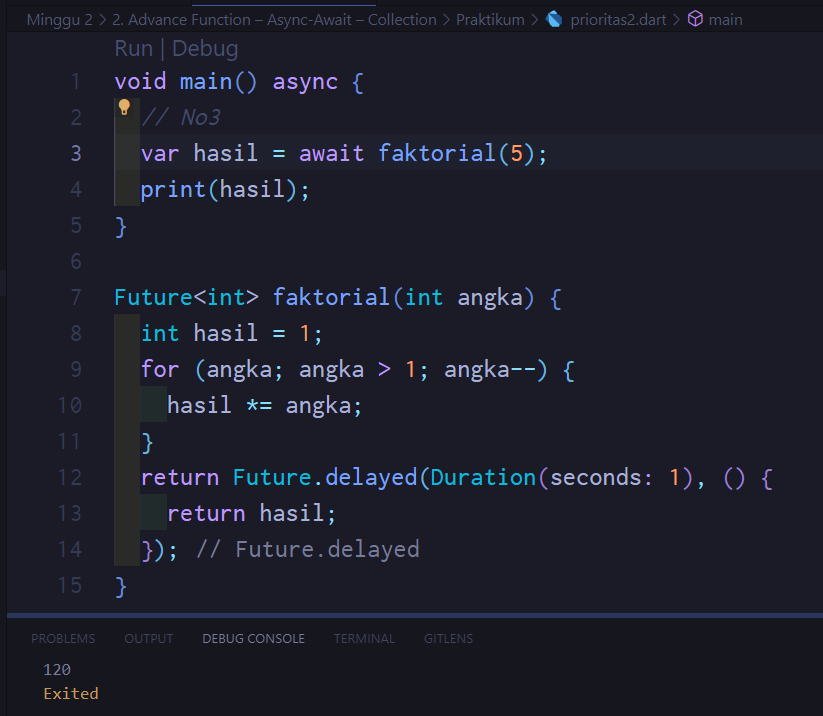 Minggu 2 > 2. Advance Function – Async-Await – Collection > Praktikum > prioritas2.dart > main
Run | Debug
1 void main() async {
2 // No3
3 var hasil = await faktorial(5);
4 print(hasil);
5 }
6
7 Future<int> faktorial(int angka) {
8 int hasil = 1;
9 for (angka; angka > 1; angka--) {
10 hasil *= angka;
11 }
12 return Future.delayed(Duration(seconds: 1), () {
13 return hasil;
14 }); // Future.delayed
15 }
PROBLEMS OUTPUT DEBUG CONSOLE TERMINAL GITLENS
120
Exited